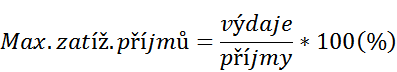 Max. zatíž. příjmů = výdaje / příjmy * 100(%)